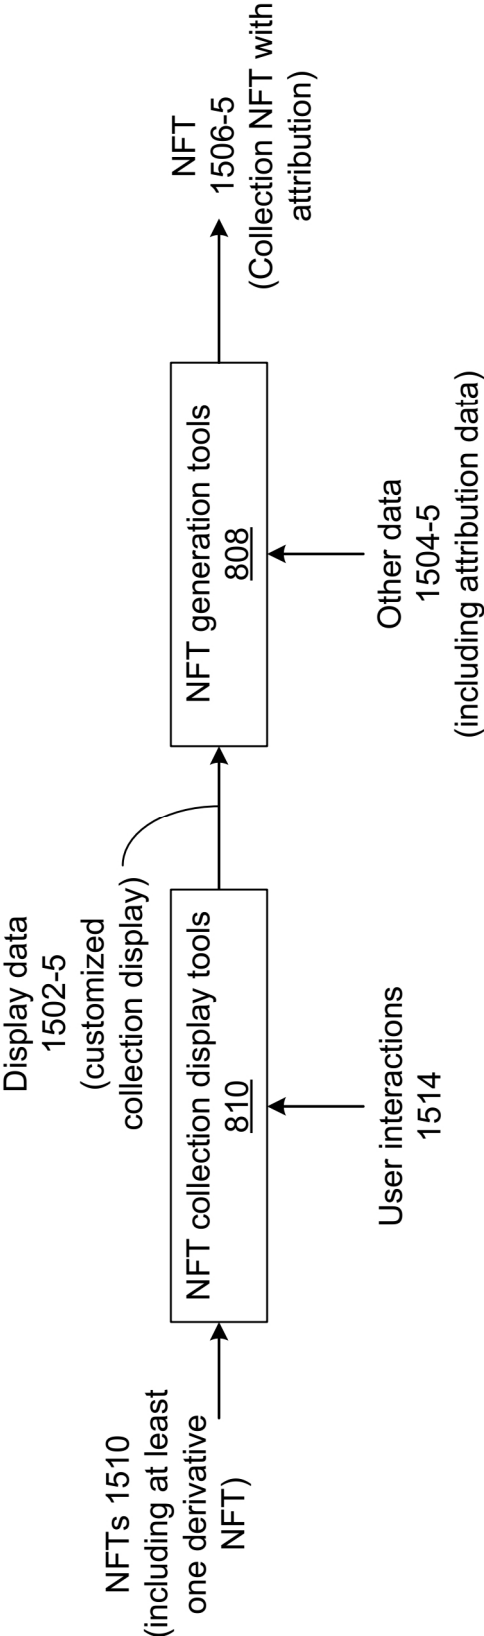 NFTs 1510
(including at least
one derivative
NFT)
NFT collection display tools
810
User interactions
1514
Display data
1502-5
(customized
collection display)
NFT generation tools
808
Other data
1504-5
(including attribution data)
NFT
1506-5
(Collection NFT with
attribution)